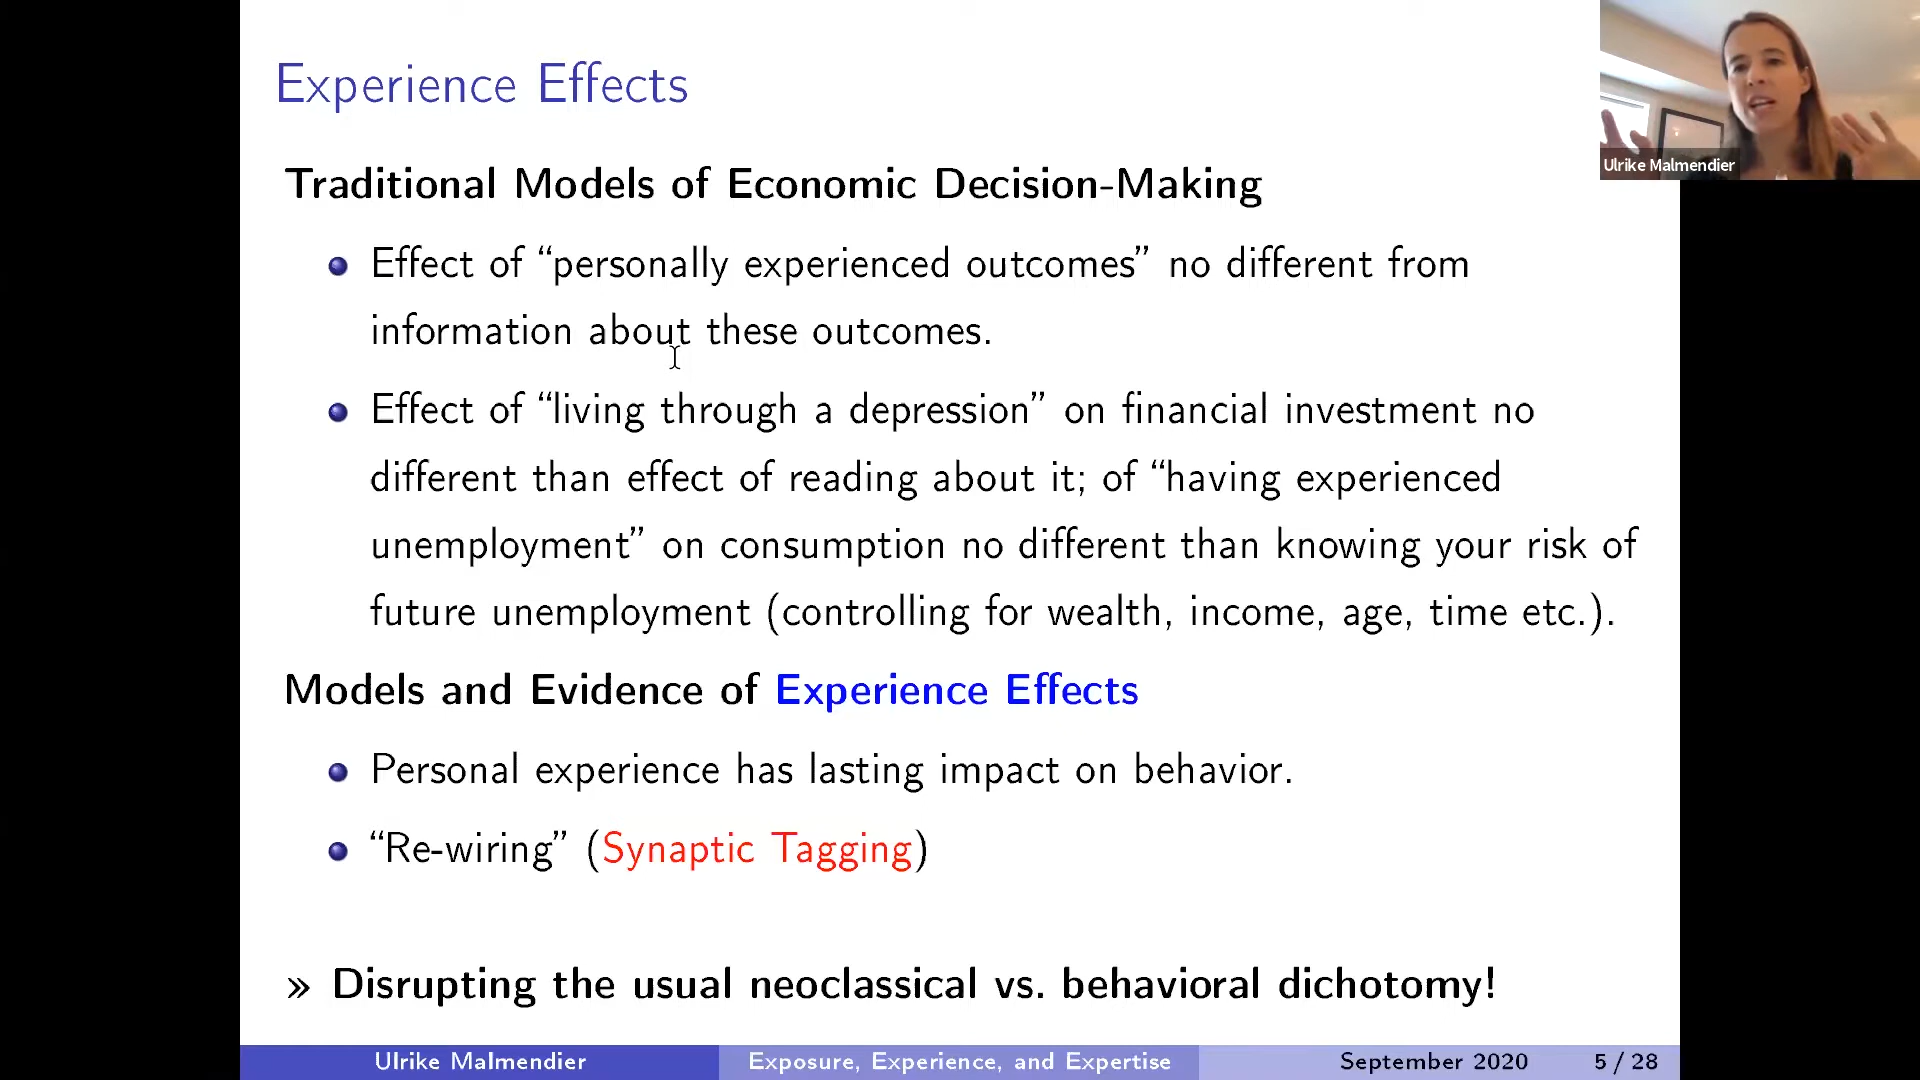 Experience Effects
Ulrike Malmendier
Traditional Models of Economic Decision-Making
Effect of “personally experienced outcomes” no different from
information about these outcomes.
Effect of “living through a depression” on financial investment no
different than effect of reading about it; of “having experienced
unemployment” on consumption no different than knowing your risk of
future unemployment (controlling for wealth, income, age, time etc.).
Models and Evidence of Experience Effects
Personal experience has lasting impact on behavior.
“Re-wiring” (Synaptic Tagging)
» Disrupting the usual neoclassical vs. behavioral dichotomy!
Ulrike Malmendier Exposure, Experience, and Expertise September 2020 5 / 28